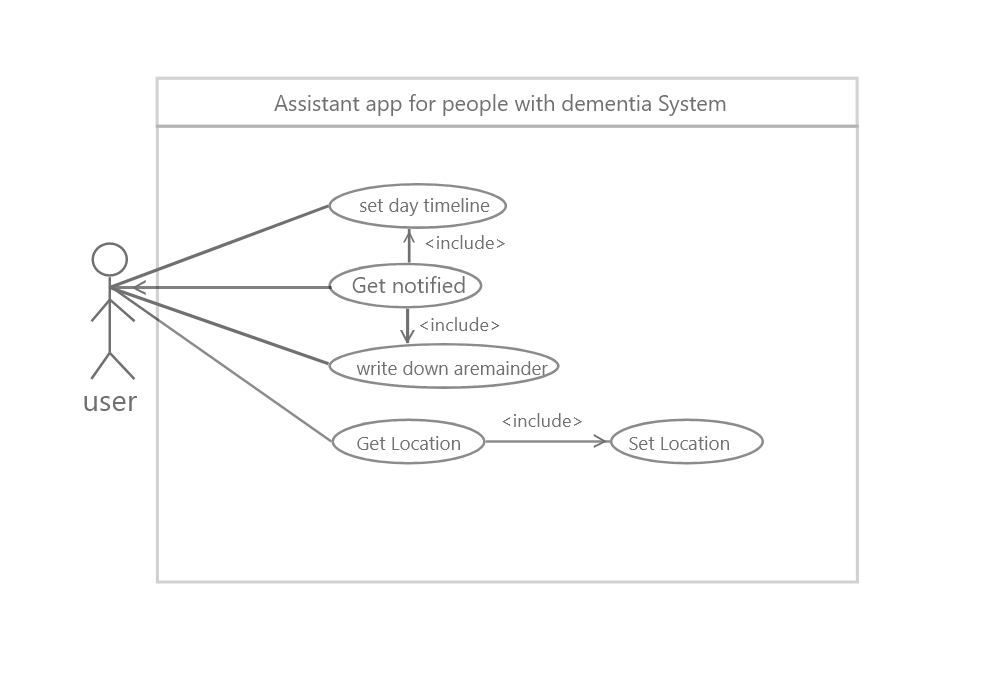 Assistant app for people with dementia System
set day timeline
<include>
Get notified
<include>
write down aremainder
user
<include>
Get Location
Set Location